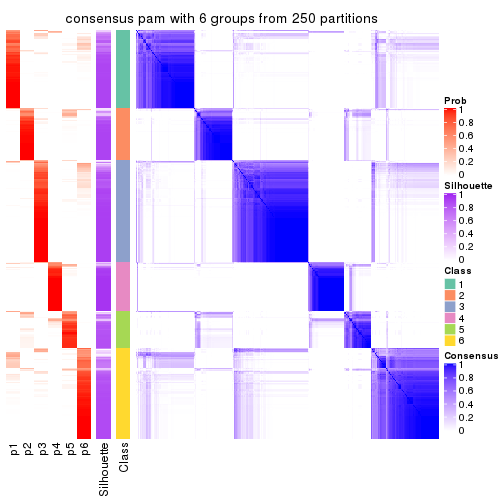 consensus pam with 6 groups from 250 partitions
Prob
1
0.8
0.6
0.4
0.2
0
Silhouette
1
0.8
0.6
0.4
0.2
0
Class
1
2
3
4
5
6
Consensus
1
0.8
0.6
0.4
0.2
0
p1
p2
p3
p4
p5
p6
Silhouette
Class